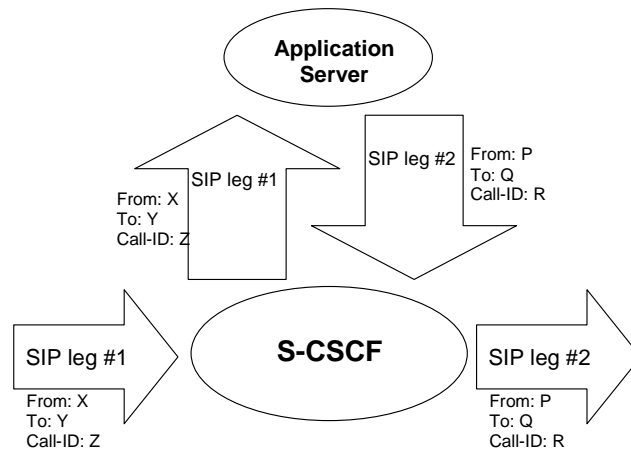 Application
Server
SIP leg #1
From: X
To: Y
Call-ID: Z
SIP leg #2
From: P
To: Q
Call-ID: R
S-CSCF
SIP leg #1
From: X
To: Y
Call-ID: Z
SIP leg #2
From: P
To: Q
Call-ID: R